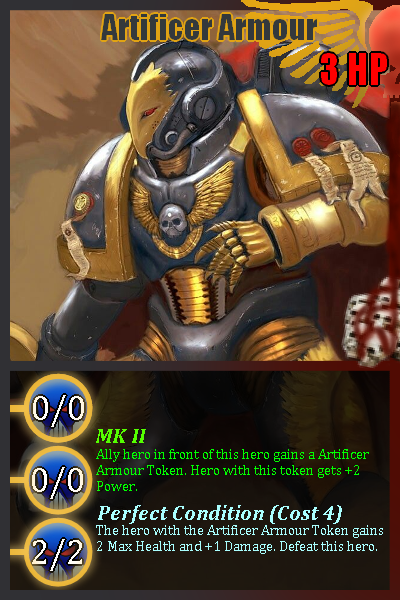 Artificer Armour
3 HP
0/0
MK II
Ally hero in front of this hero gains a Artificer
Armour Token. Hero with this token gets +2
Power.
0/0
Perfect Condition (Cost 4)
The hero with the Artificer Armour Token gains
2 Max Health and +1 Damage. Defeat this hero.
2/2